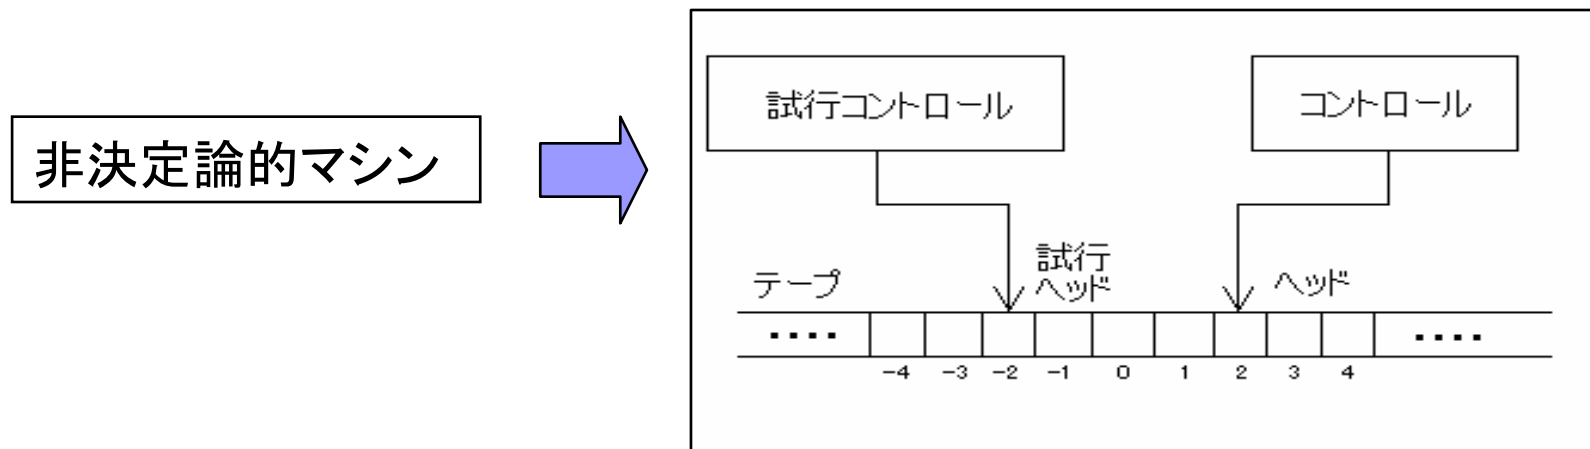 非決定論的マシン
試行コントロール
コントロール
テープ
試行
ヘッド
ヘッド
････
････
-4 -3 -2 -1 0 1 2 3 4